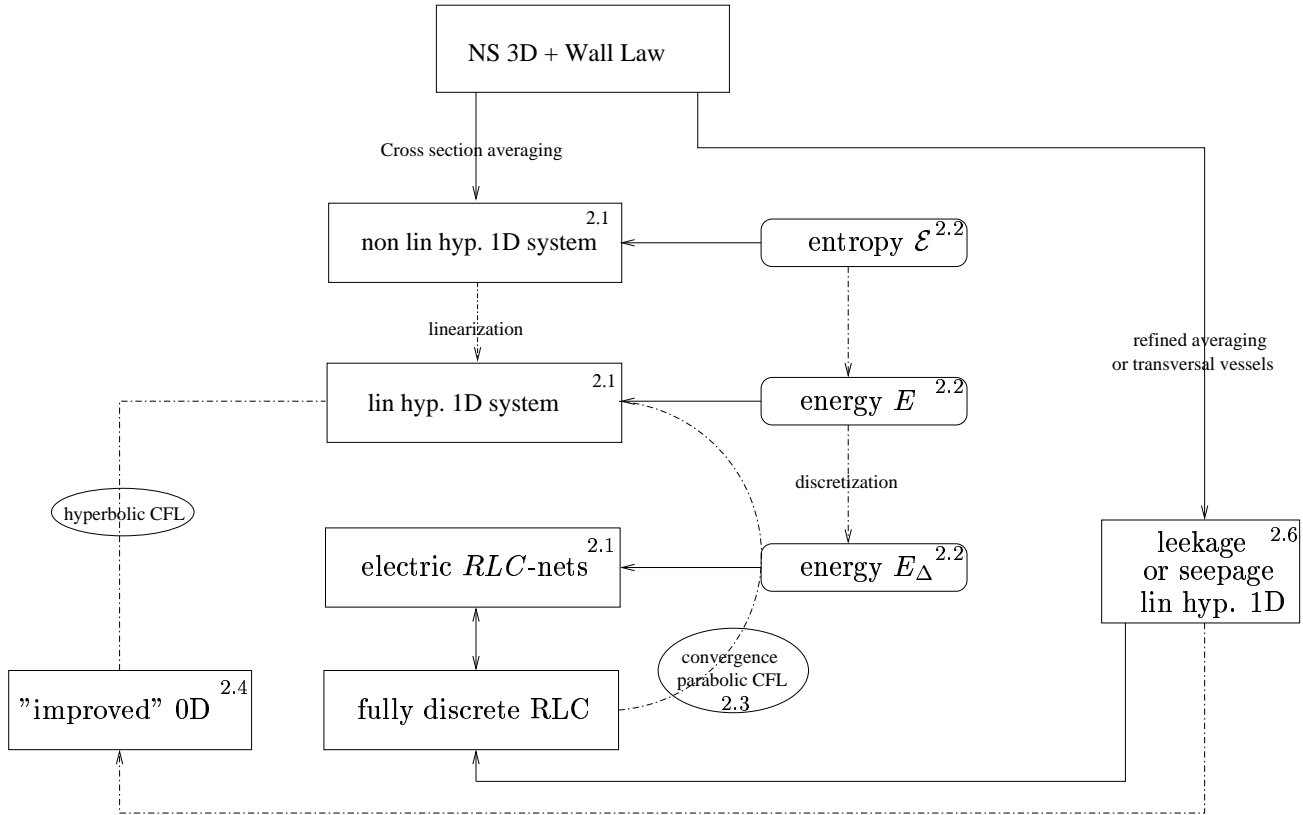 NS 3D + Wall Law
Cross section averaging
2.1
non lin hyp. 1D system
entropy ℰ 2.2
linearization
refined averaging
or transversal vessels
2.1
lin hyp. 1D system
energy E 2.2
discretization
hyperbolic CFL
2.1
electric RLC-nets
energy E_Δ 2.2
leekage 2.6
or seepage
lin hyp. 1D
convergence
parabolic CFL
2.3
"improved" 0D 2.4
fully discrete RLC